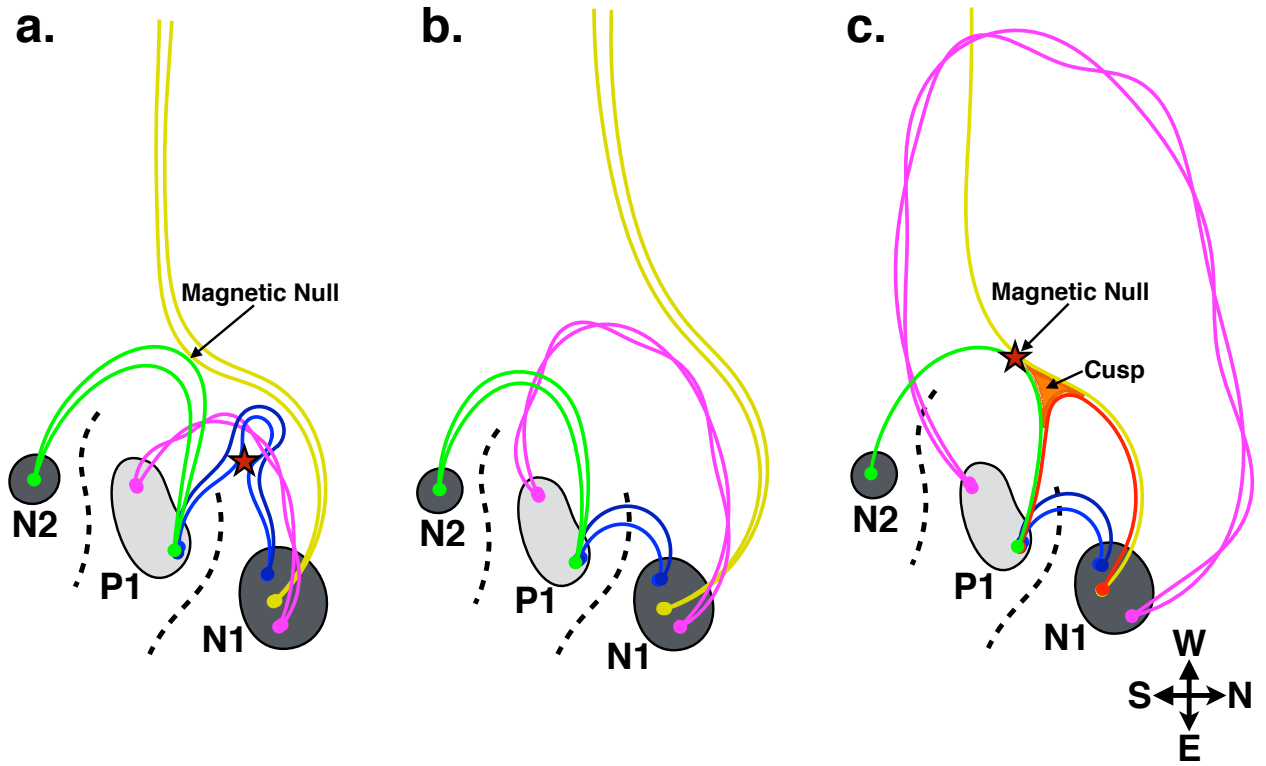 a.
Magnetic Null
N2
P1
N1
b.
N2
P1
N1
c.
Magnetic Null
Cusp
N2
P1
N1
W
S N
E